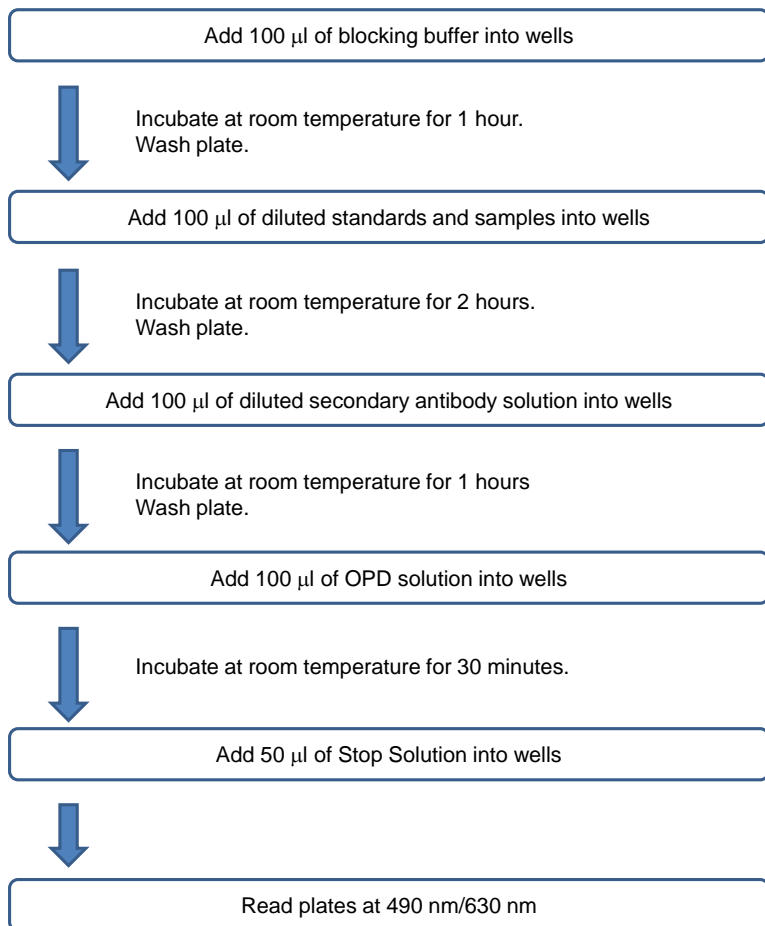 Add 100 μl of blocking buffer into wells
Incubate at room temperature for 1 hour.
Wash plate.
Add 100 μl of diluted standards and samples into wells
Incubate at room temperature for 2 hours.
Wash plate.
Add 100 μl of diluted secondary antibody solution into wells
Incubate at room temperature for 1 hours
Wash plate.
Add 100 μl of OPD solution into wells
Incubate at room temperature for 30 minutes.
Add 50 μl of Stop Solution into wells
Read plates at 490 nm/630 nm